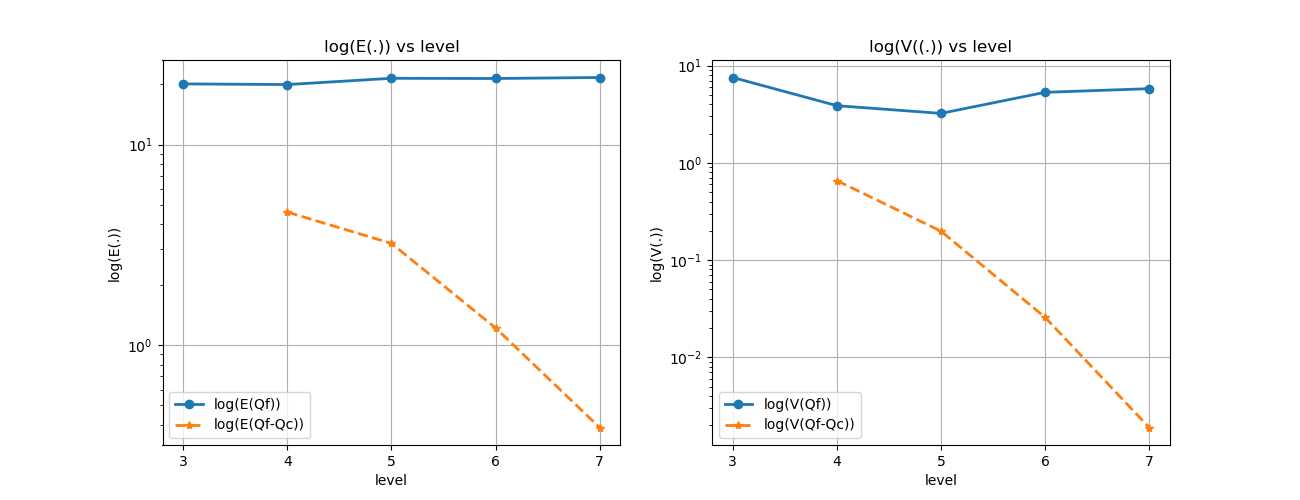 log(E(.)) vs level
log(E(.))
10¹
10⁰
log(E(Qf))
log(E(Qf-Qc))
3 4 5 6 7
level
log(V((.)) vs level
log(V(.))
10¹
10⁰
10⁻¹
10⁻²
log(V(Qf))
log(V(Qf-Qc))
3 4 5 6 7
level